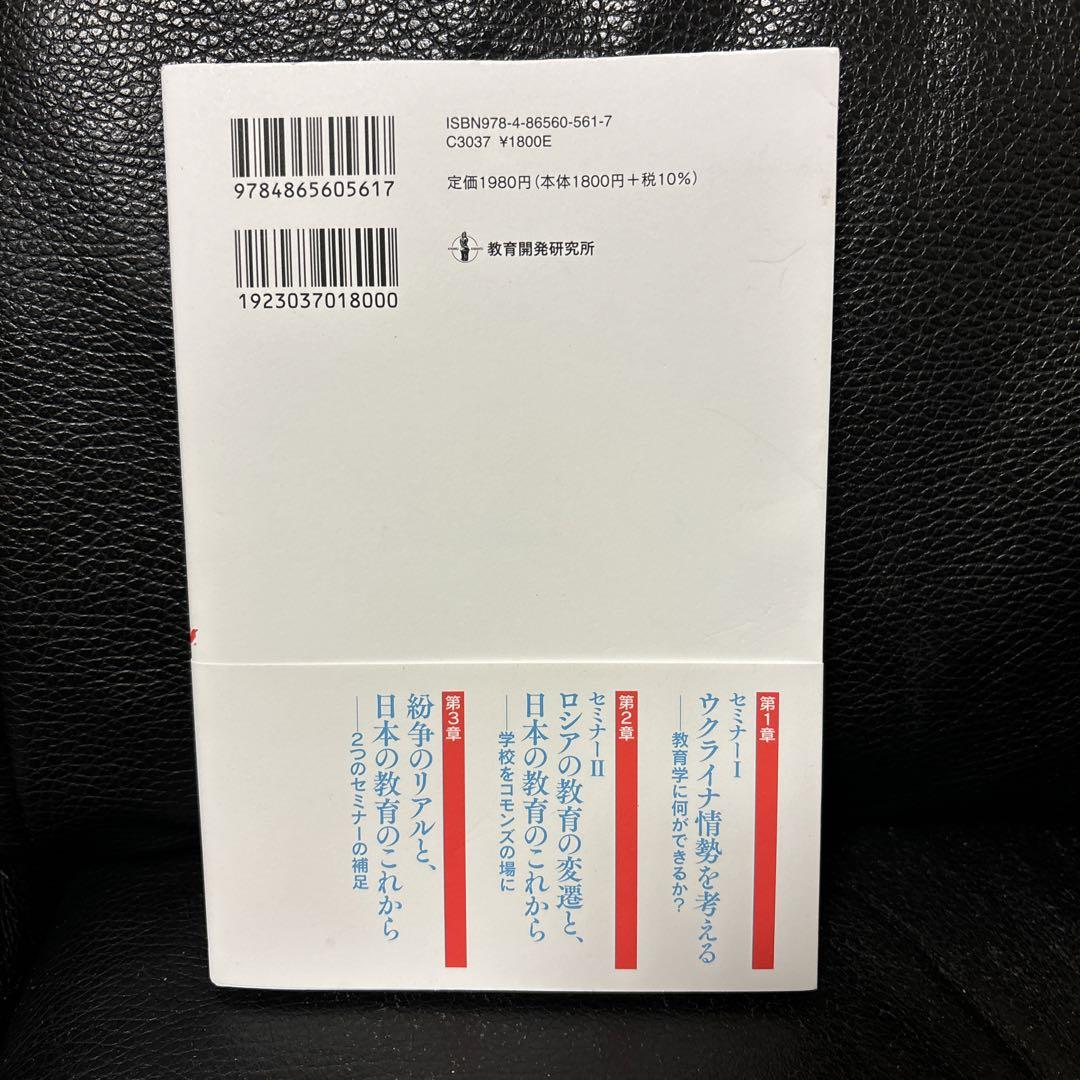 ISBN978-4-86560-561-7
C3037 ¥1800E
9784865605617
定価1980円(本体1800円+税10%)
教育開発研究所
1923037018000
第1章
セミナーⅠ
ウクライナ情勢を考える
——教育学に何ができるか?
第2章
セミナーⅡ
ロシアの教育の変遷と、
日本の教育のこれから
——学校をコモンズの場に
第3章
紛争のリアルと、
日本の教育のこれから
——2つのセミナーの補足